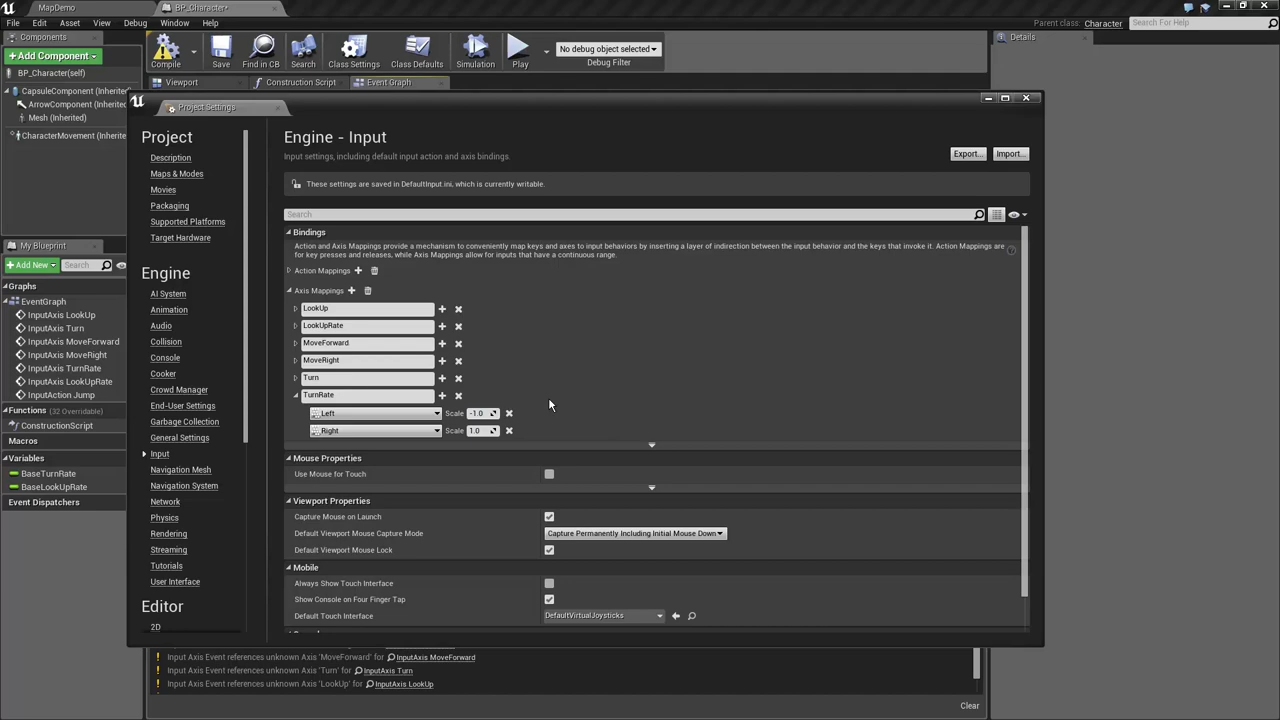 MapDemo
BP_Character*
File Edit Asset View Debug Window Help
Parent class: Character
Search For Help
Components
Add Component
BP_Character(self)
CapsuleComponent (Inherited)
ArrowComponent (Inherited)
Mesh (Inherited)
CharacterMovement (Inherited)
Compile
Save
Find in CB
Search
Class Settings
Class Defaults
Simulation
Play
No debug object selected
Debug Filter
Details
Viewport
Construction Script
Event Graph
Project Settings
My Blueprint
Add New
Search
Graphs
EventGraph
InputAxis LookUp
InputAxis Turn
InputAxis MoveForward
InputAxis MoveRight
InputAxis TurnRate
InputAxis LookUpRate
InputAction Jump
Functions (32 Overridable)
ConstructionScript
Macros
Variables
BaseTurnRate
BaseLookUpRate
Event Dispatchers
Project
Description
Maps & Modes
Movies
Packaging
Supported Platforms
Target Hardware
Engine
AI System
Animation
Audio
Collision
Console
Cooker
Crowd Manager
End-User Settings
Garbage Collection
General Settings
Input
Navigation Mesh
Navigation System
Network
Physics
Rendering
Streaming
Tutorials
User Interface
Editor
2D
Engine - Input
Input settings, including default input action and axis bindings.
Export...
Import...
These settings are saved in DefaultInput.ini, which is currently writable.
Search
Bindings
Action and Axis Mappings provide a mechanism to conveniently map keys and axes to input behaviors by inserting a layer of indirection between the input behavior and the keys that invoke it. Action Mappings are
for key presses and releases, while Axis Mappings allow for inputs that have a continuous range.
Action Mappings
Axis Mappings
LookUp
LookUpRate
MoveForward
MoveRight
Turn
TurnRate
Left Scale -1.0
Right Scale 1.0
Mouse Properties
Use Mouse for Touch
Viewport Properties
Capture Mouse on Launch
Default Viewport Mouse Capture Mode Capture Permanently Including Initial Mouse Down
Default Viewport Mouse Lock
Mobile
Always Show Touch Interface
Show Console on Four Finger Tap
Default Touch Interface DefaultVirtualJoysticks
Input Axis Event references unknown Axis 'MoveForward' for InputAxis MoveForward
Input Axis Event references unknown Axis 'Turn' for InputAxis Turn
Input Axis Event references unknown Axis 'LookUp' for InputAxis LookUp
Clear